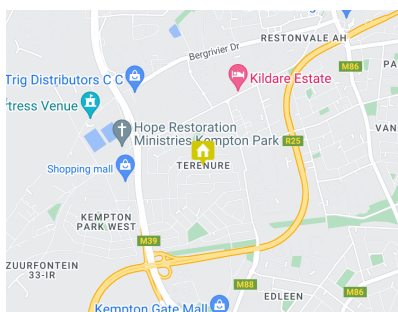 RESTONVALE AH
Bergrivier Dr
M86
PA
Trig Distributors C C
Kildare Estate
rtress Venue
Hope Restoration
Ministries Kempton Park
R25
VAN
Shopping mall
TERENURE
KEMPTON
PARK WEST
M39
ZUURFONTEIN
33-IR
M88
M86
EDLEEN
Kempton Gate Mall